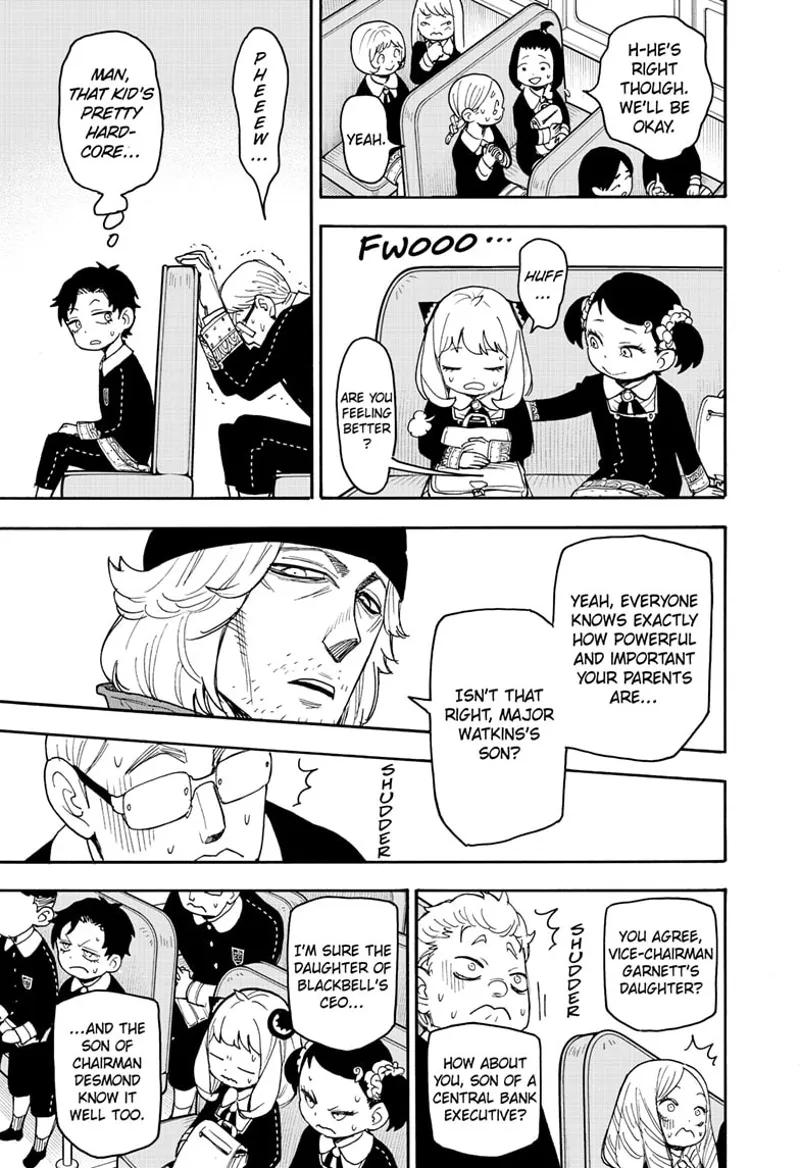 H-HE'S
RIGHT
THOUGH.
WE'LL BE
OKAY.
YEAH.
FWOOO...
HUFF
...
ARE YOU
FEELING
BETTER
?
PHEEEW...
MAN,
THAT KID'S
PRETTY
HARD-
CORE...
YEAH, EVERYONE
KNOWS EXACTLY
HOW POWERFUL
AND IMPORTANT
YOUR PARENTS
ARE...
ISN'T THAT
RIGHT, MAJOR
WATKINS'S
SON?
SHUDDER
YOU AGREE,
VICE-CHAIRMAN
GARNETT'S
DAUGHTER?
SHUDDER
HOW ABOUT
YOU, SON OF A
CENTRAL BANK
EXECUTIVE?
I'M SURE THE
DAUGHTER OF
BLACKBELL'S
CEO...
...AND THE
SON OF
CHAIRMAN
DESMOND
KNOW IT
WELL TOO.